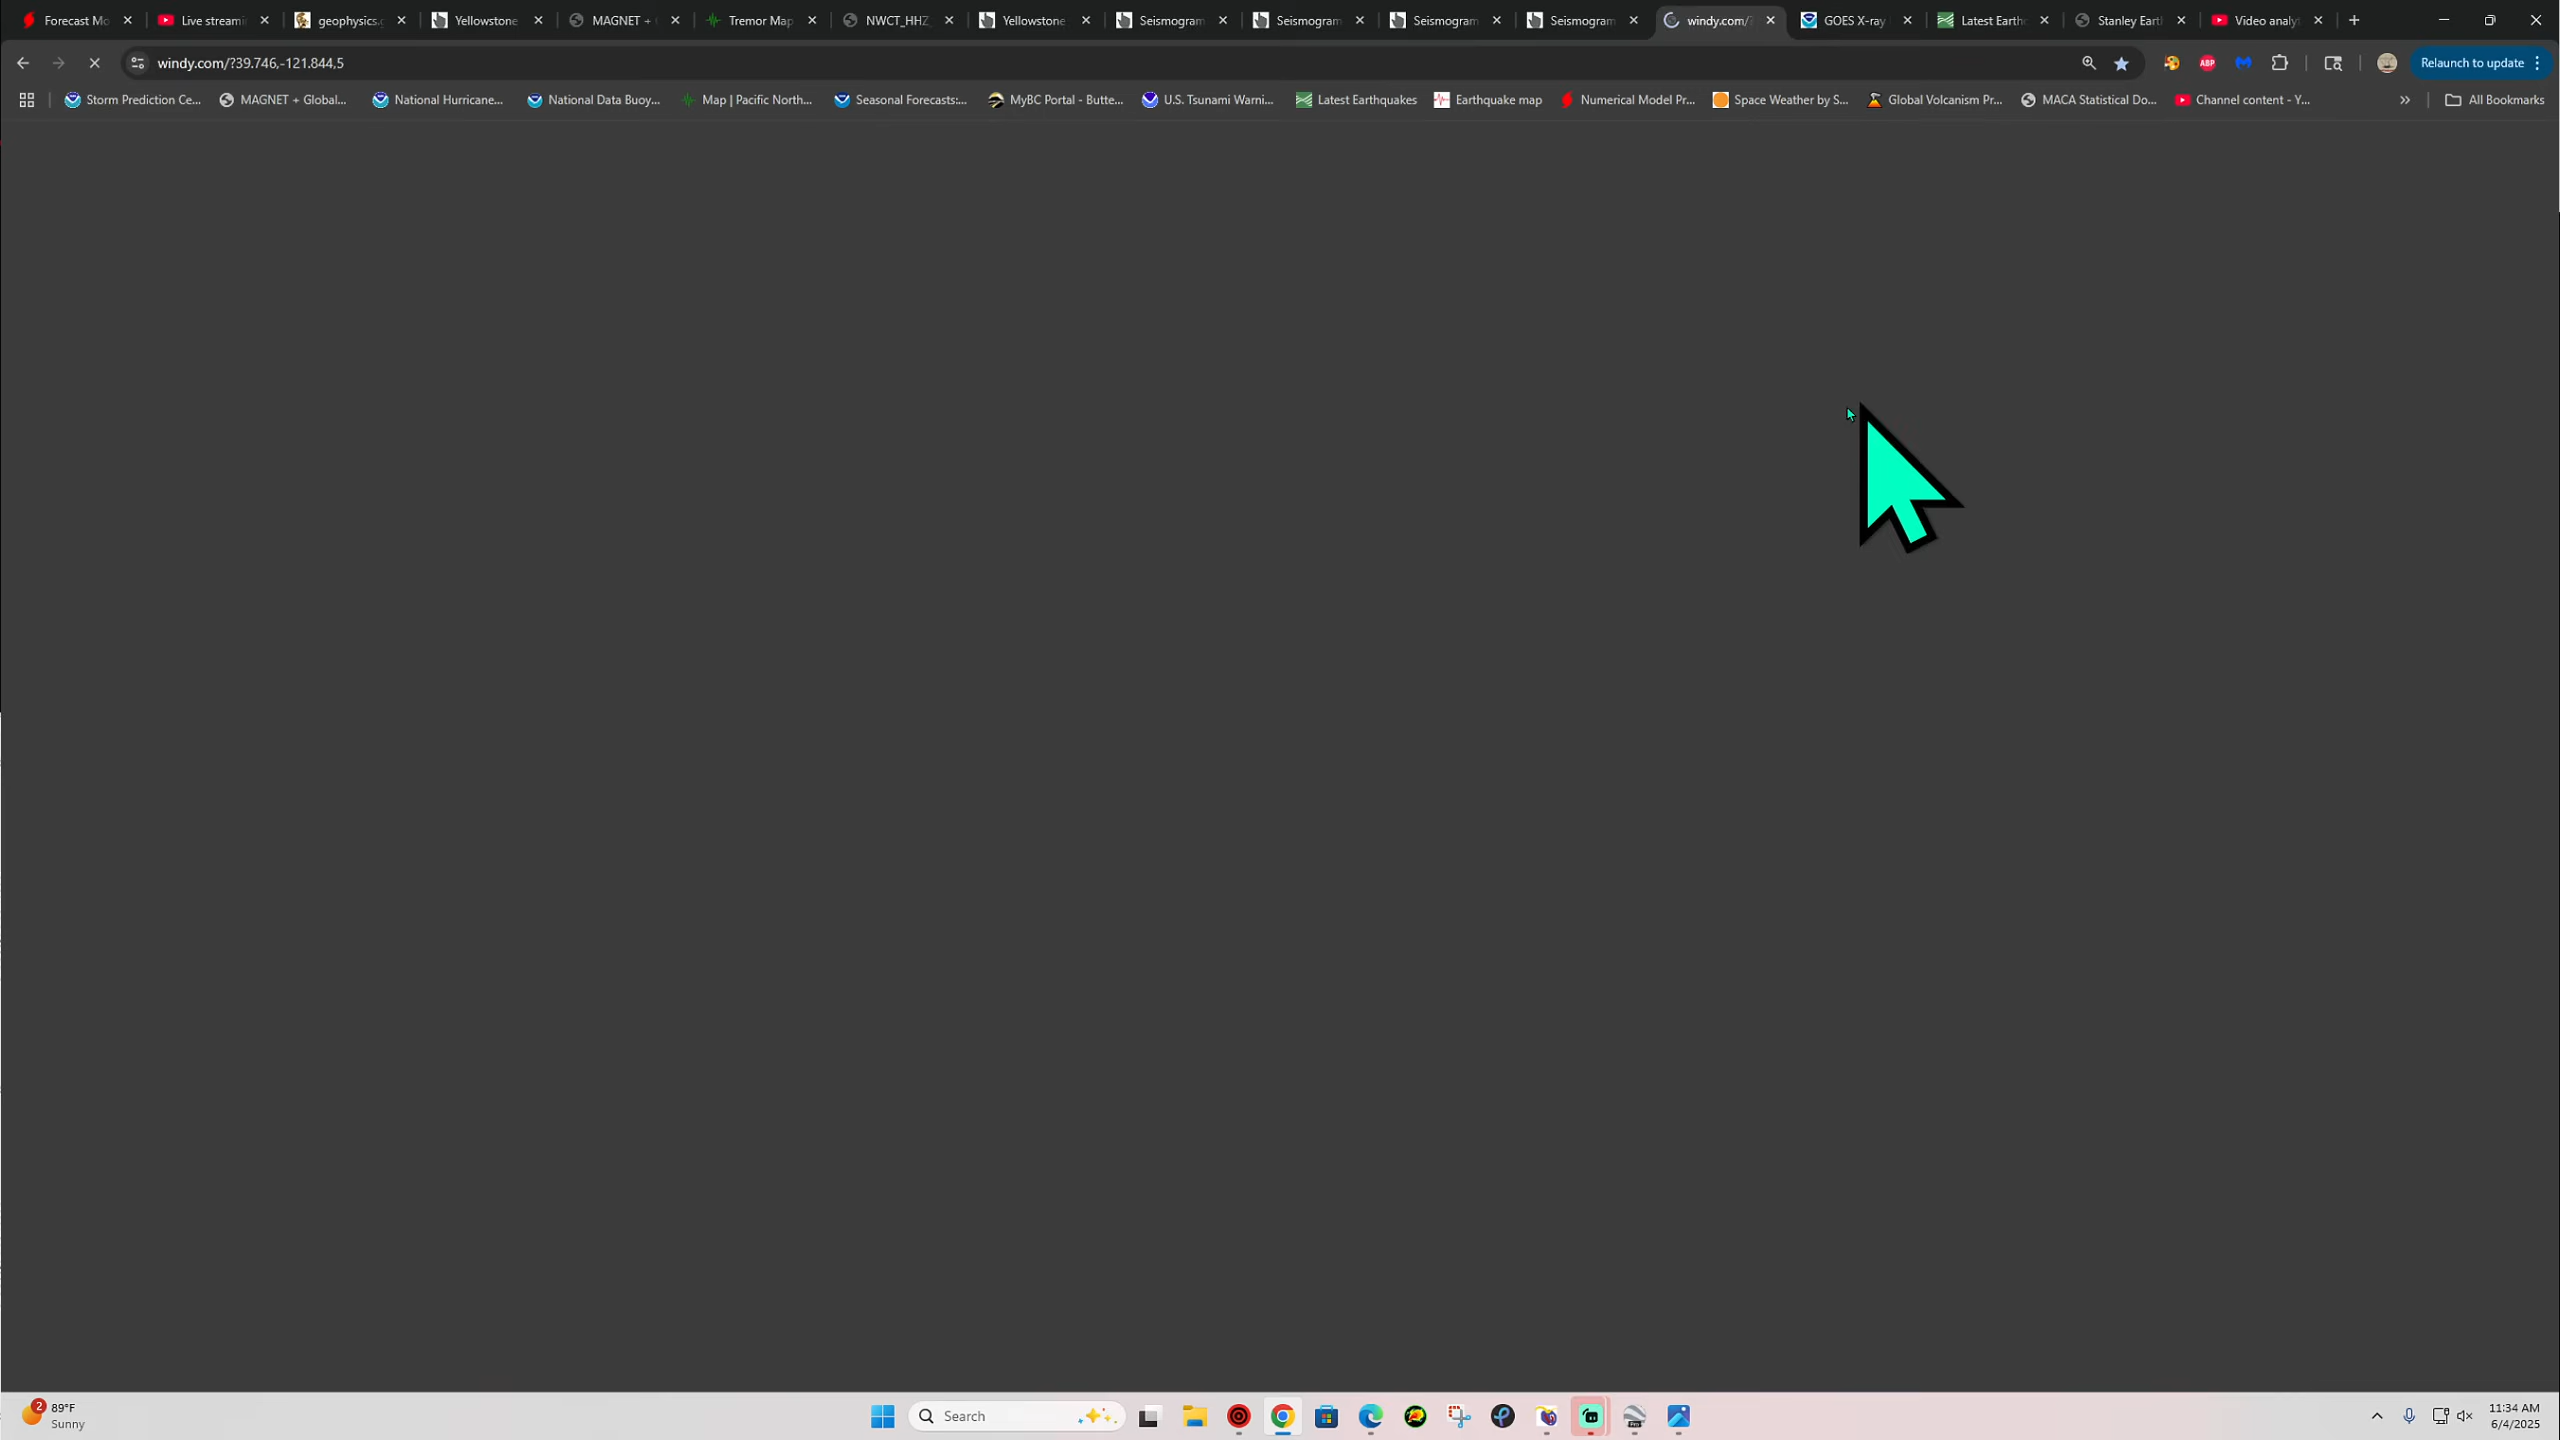 Forecast Mo
Live streami
geophysics.g
Yellowstone
MAGNET +
Tremor Map
NWCT_HHZ
Yellowstone
Seismogram
Seismogram
Seismogram
Seismogram
windy.com/?
GOES X-ray
Latest Earth
Stanley Eart
Video analy
windy.com/?39.746,-121.844,5
ABP
Relaunch to update
Storm Prediction Ce...
MAGNET + Global...
National Hurricane...
National Data Buoy...
Map | Pacific North...
Seasonal Forecasts:...
MyBC Portal - Butte...
U.S. Tsunami Warni...
Latest Earthquakes
Earthquake map
Numerical Model Pr...
Space Weather by S...
Global Volcanism Pr...
MACA Statistical Do...
Channel content - Y...
All Bookmarks
2
89°F
Sunny
Search
Pro
11:34 AM
6/4/2025